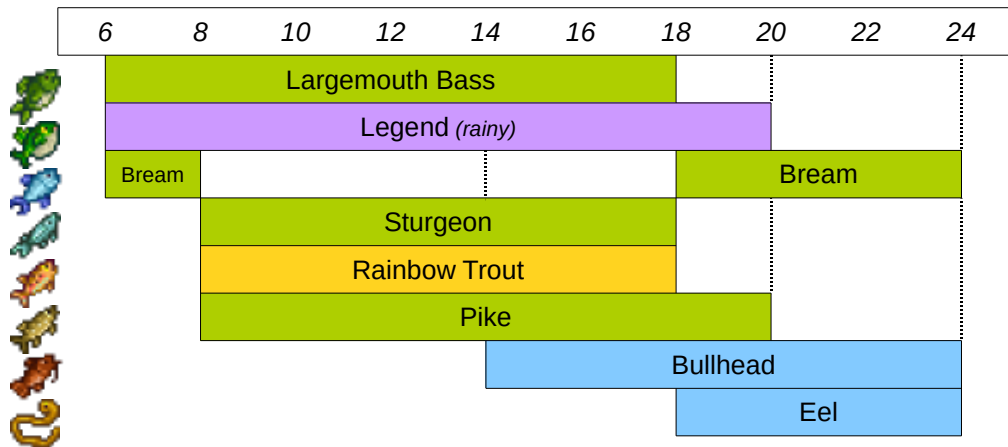 6 8 10 12 14 16 18 20 22 24
Largemouth Bass
Legend (rainy)
Bream Bream
Sturgeon
Rainbow Trout
Pike
Bullhead
Eel